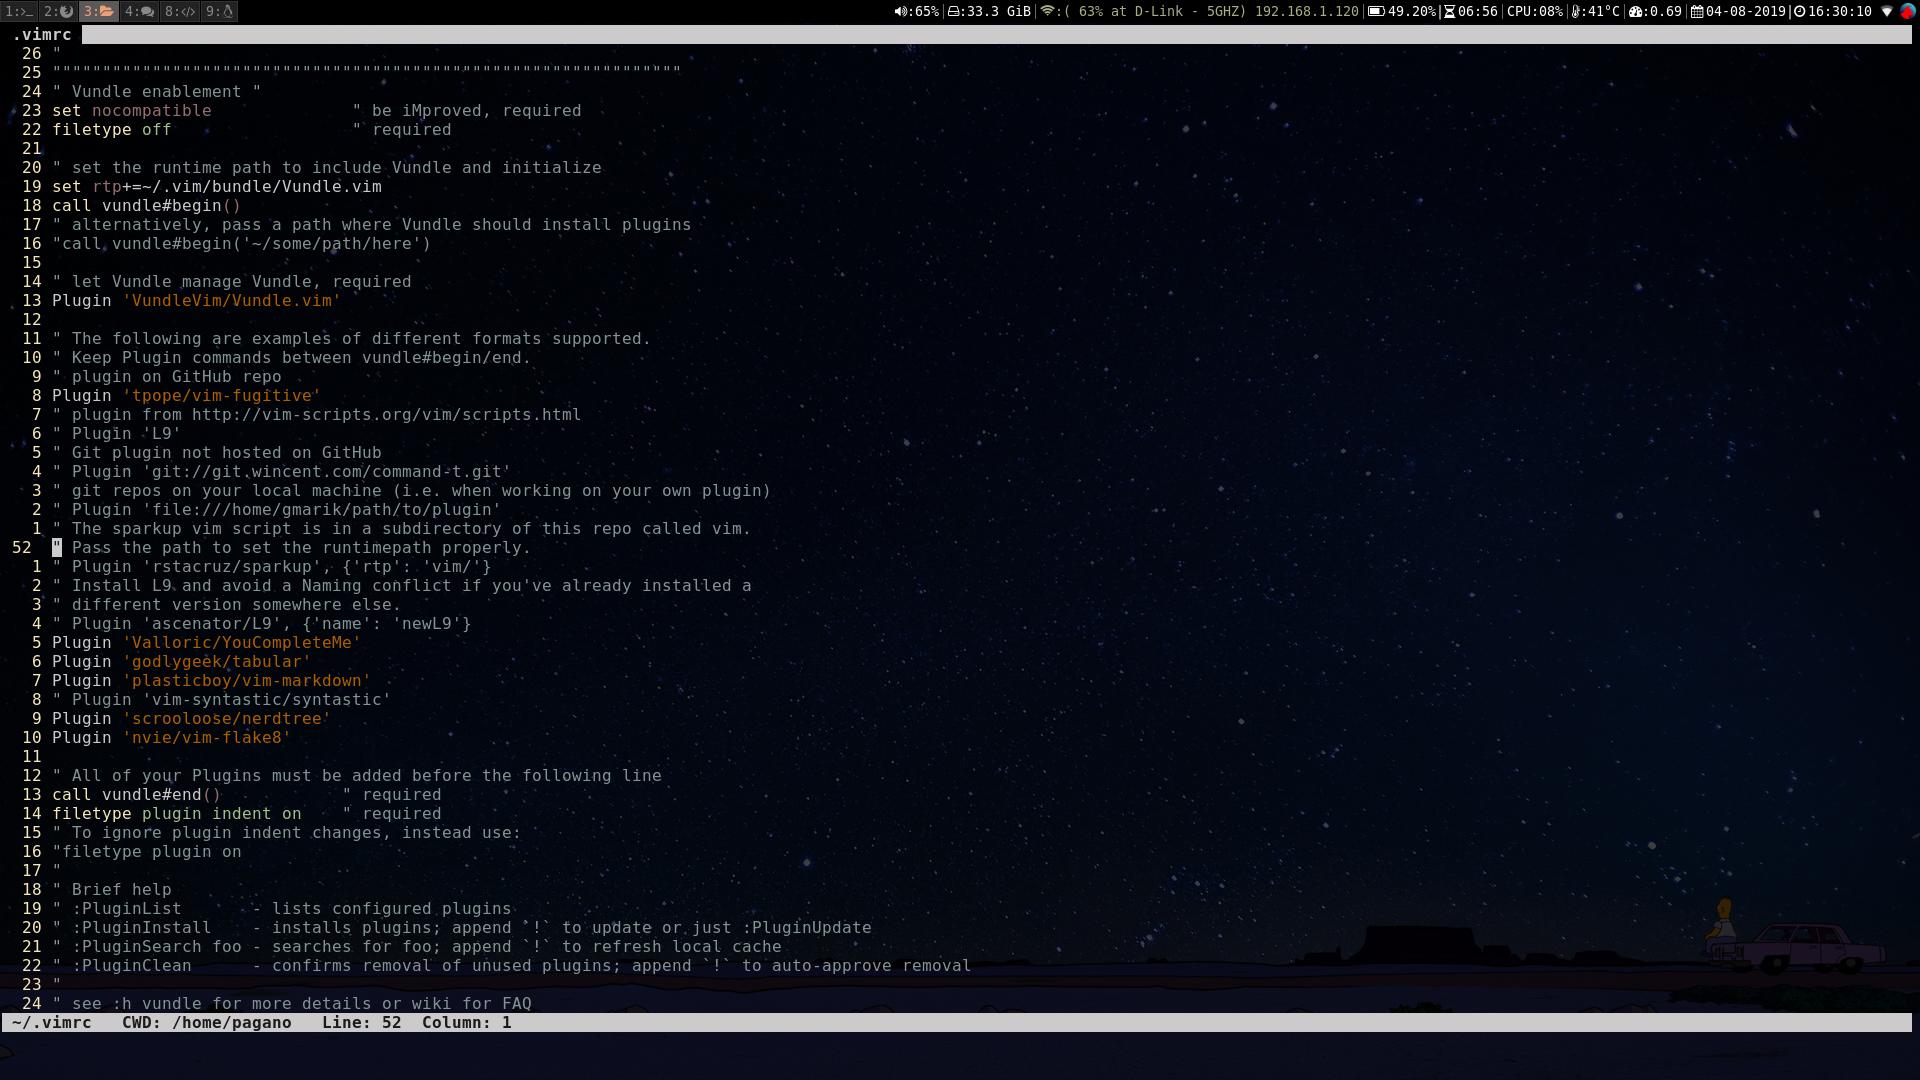 1:>_ 2: 3: 4: 8:</> 9: :65% :33.3 GiB :( 63% at D-Link - 5GHZ) 192.168.1.120 49.20% 06:56 CPU:08% :41°C :0.69 04-08-2019 16:30:10
.vimrc
26 "
25 """""""""""""""""""""""""""""""""""""""""""""""""""""""""""""""
24 " Vundle enablement "
23 set nocompatible              " be iMproved, required
22 filetype off                  " required
21
20 " set the runtime path to include Vundle and initialize
19 set rtp+=~/.vim/bundle/Vundle.vim
18 call vundle#begin()
17 " alternatively, pass a path where Vundle should install plugins
16 "call vundle#begin('~/some/path/here')
15
14 " let Vundle manage Vundle, required
13 Plugin 'VundleVim/Vundle.vim'
12
11 " The following are examples of different formats supported.
10 " Keep Plugin commands between vundle#begin/end.
9 " plugin on GitHub repo
8 Plugin 'tpope/vim-fugitive'
7 " plugin from http://vim-scripts.org/vim/scripts.html
6 " Plugin 'L9'
5 " Git plugin not hosted on GitHub
4 " Plugin 'git://git.wincent.com/command-t.git'
3 " git repos on your local machine (i.e. when working on your own plugin)
2 " Plugin 'file:///home/gmarik/path/to/plugin'
1 " The sparkup vim script is in a subdirectory of this repo called vim.
52 " Pass the path to set the runtimepath properly.
1 " Plugin 'rstacruz/sparkup', {'rtp': 'vim/'}
2 " Install L9 and avoid a Naming conflict if you've already installed a
3 " different version somewhere else.
4 " Plugin 'ascenator/L9', {'name': 'newL9'}
5 Plugin 'Valloric/YouCompleteMe'
6 Plugin 'godlygeek/tabular'
7 Plugin 'plasticboy/vim-markdown'
8 " Plugin 'vim-syntastic/syntastic'
9 Plugin 'scrooloose/nerdtree'
10 Plugin 'nvie/vim-flake8'
11
12 " All of your Plugins must be added before the following line
13 call vundle#end()            " required
14 filetype plugin indent on    " required
15 " To ignore plugin indent changes, instead use:
16 "filetype plugin on
17 "
18 " Brief help
19 " :PluginList       - lists configured plugins
20 " :PluginInstall    - installs plugins; append `!` to update or just :PluginUpdate
21 " :PluginSearch foo - searches for foo; append `!` to refresh local cache
22 " :PluginClean      - confirms removal of unused plugins; append `!` to auto-approve removal
23 "
24 " see :h vundle for more details or wiki for FAQ
~/.vimrc   CWD: /home/pagano   Line: 52  Column: 1